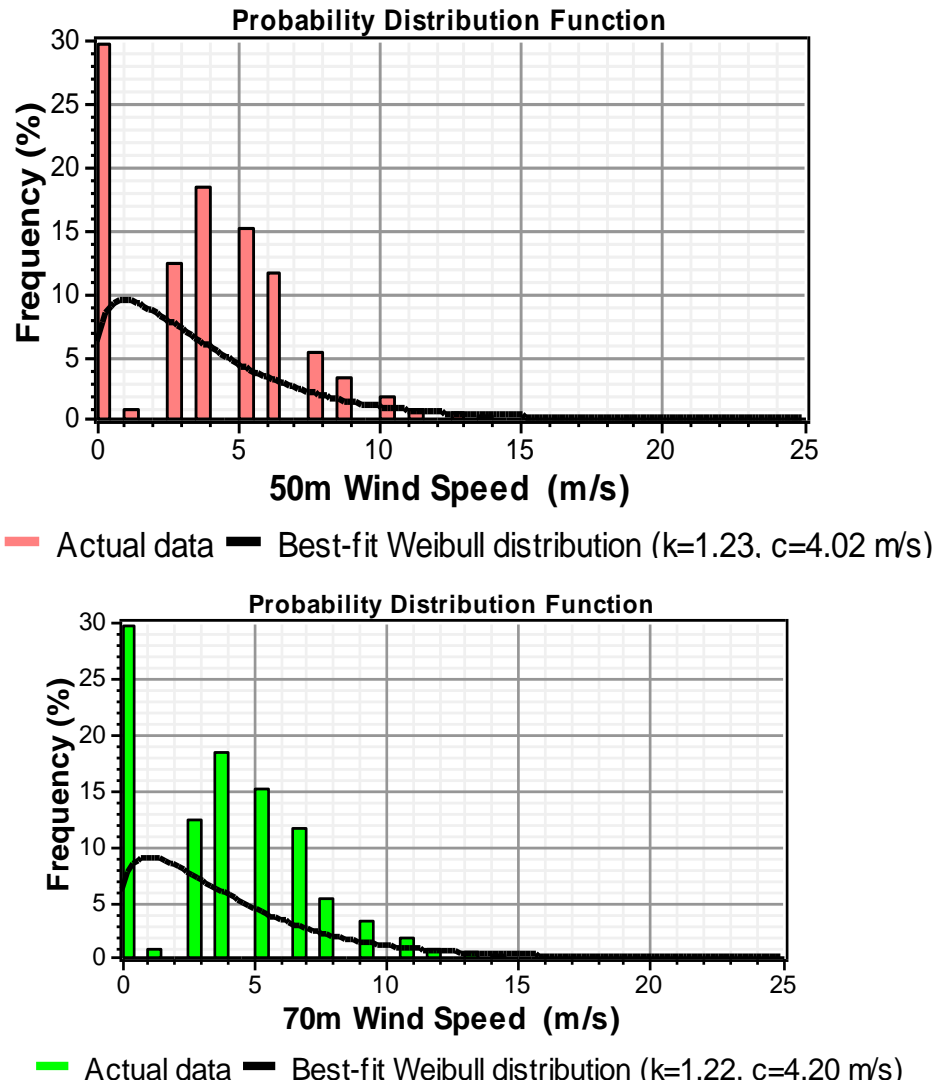 Probability Distribution Function
30
25
20
15
10
5
0
Frequency (%)
0 5 10 15 20 25
50m Wind Speed (m/s)
Actual data Best-fit Weibull distribution (k=1.23, c=4.02 m/s)
Probability Distribution Function
30
25
20
15
10
5
0
Frequency (%)
0 5 10 15 20 25
70m Wind Speed (m/s)
Actual data Best-fit Weibull distribution (k=1.22, c=4.20 m/s)